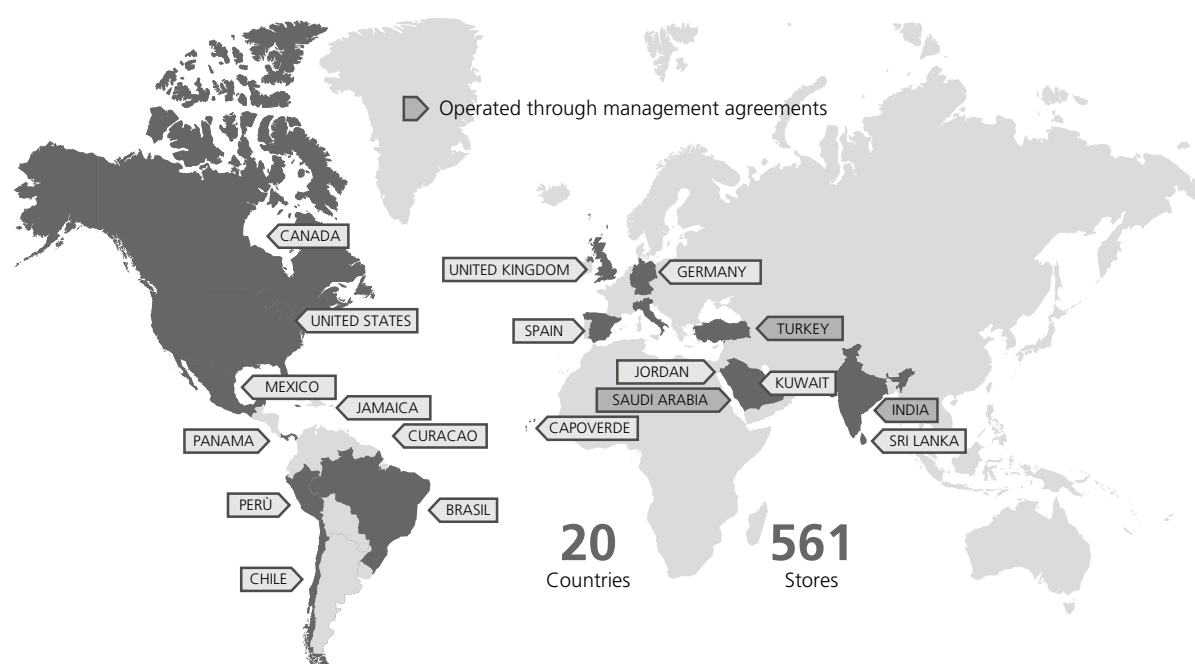 Operated through management agreements
CANADA
UNITED KINGDOM
GERMANY
UNITED STATES
SPAIN
TURKEY
JORDAN
KUWAIT
MEXICO
SAUDI ARABIA
JAMAICA
INDIA
CAPOVERDE
CURACAO
PANAMA
SRI LANKA
PERÙ
BRASIL
20
Countries
561
Stores
CHILE